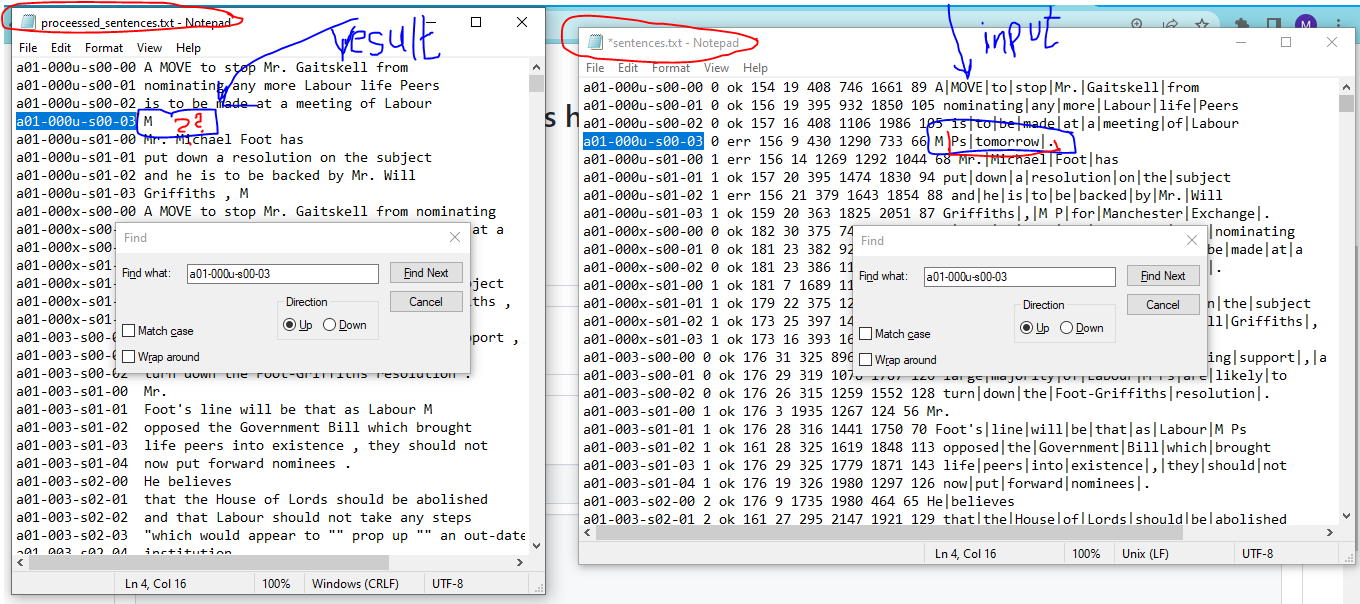 proceessed_sentences.txt - Notepad
File Edit Format View Help
result
a01-000u-s00-00 A MOVE to stop Mr. Gaitskell from
a01-000u-s00-01 nominating any more Labour life Peers
a01-000u-s00-02 is to be made at a meeting of Labour
a01-000u-s00-03 M
??
a01-000u-s01-00 Mr. Michael Foot has
a01-000u-s01-01 put down a resolution on the subject
a01-000u-s01-02 and he is to be backed by Mr. Will
a01-000u-s01-03 Griffiths , M
a01-000x-s00-00 A MOVE to stop Mr. Gaitskell from nominating
a01-000x-s00- at a
a01-000x-s00-
a01-000x-s01-
a01-000x-s01- bject
a01-000x-s01- ths ,
a01-000x-s01-
a01-003-s00-0 port ,
a01-003-s00-0
a01-003-s00-02 turn down the Foot-Griffiths resolution .
a01-003-s01-00 Mr.
a01-003-s01-01 Foot's line will be that as Labour M
a01-003-s01-02 opposed the Government Bill which brought
a01-003-s01-03 life peers into existence , they should not
a01-003-s01-04 now put forward nominees .
a01-003-s02-00 He believes
a01-003-s02-01 that the House of Lords should be abolished
a01-003-s02-02 and that Labour should not take any steps
a01-003-s02-03 "which would appear to "" prop up "" an out-date
a01-003-s02-04 institution
Find
Find what: a01-000u-s00-03 Find Next
Direction Cancel
Up Down
Match case
Wrap around
Ln 4, Col 16 100% Windows (CRLF) UTF-8
s h
M
*sentences.txt - Notepad
File Edit Format View Help
input
a01-000u-s00-00 0 ok 154 19 408 746 1661 89 A|MOVE|to|stop|Mr.|Gaitskell|from
a01-000u-s00-01 0 ok 156 19 395 932 1850 105 nominating|any|more|Labour|life|Peers
a01-000u-s00-02 0 ok 157 16 408 1106 1986 105 is|to|be|made|at|a|meeting|of|Labour
a01-000u-s00-03 0 err 156 9 430 1290 733 66 M Ps|tomorrow|.
a01-000u-s01-00 1 err 156 14 1269 1292 1044 68 Mr.|Michael|Foot|has
a01-000u-s01-01 1 ok 157 20 395 1474 1830 94 put|down|a|resolution|on|the|subject
a01-000u-s01-02 1 err 156 21 379 1643 1854 88 and|he|is|to|be|backed|by|Mr.|Will
a01-000u-s01-03 1 ok 159 20 363 1825 2051 87 Griffiths|,|M P|for|Manchester|Exchange|.
a01-000x-s00-00 0 ok 182 30 375 74 |nominating
a01-000x-s00-01 0 ok 181 23 382 92 be|made|at|a
a01-000x-s00-02 0 ok 181 23 386 11 |.
a01-000x-s01-00 1 ok 181 7 1689 11
a01-000x-s01-01 1 ok 179 22 375 12 n|the|subject
a01-000x-s01-02 1 ok 173 25 397 14 ll|Griffiths|,
a01-000x-s01-03 1 ok 173 16 393 16
a01-003-s00-00 0 ok 176 31 325 896 ing|support|,|a
a01-003-s00-01 0 ok 176 29 319 1078 1787 126 large|majority|of|Labour|M Ps|are|likely|to
a01-003-s00-02 0 ok 176 26 315 1259 1552 128 turn|down|the|Foot-Griffiths|resolution|.
a01-003-s01-00 1 ok 176 3 1935 1267 124 56 Mr.
a01-003-s01-01 1 ok 176 28 316 1441 1750 70 Foot's|line|will|be|that|as|Labour|M Ps
a01-003-s01-02 1 ok 161 28 325 1619 1848 113 opposed|the|Government|Bill|which|brought
a01-003-s01-03 1 ok 176 29 325 1779 1871 143 life|peers|into|existence|,|they|should|not
a01-003-s01-04 1 ok 176 19 326 1980 1297 126 now|put|forward|nominees|.
a01-003-s02-00 2 ok 176 9 1735 1980 464 65 He|believes
a01-003-s02-01 2 ok 161 27 295 2147 1921 129 that|the|House|of|Lords|should|be|abolished
Find
Find what: a01-000u-s00-03 Find Next
Direction Cancel
Up Down
Match case
Wrap around
Ln 4, Col 16 100% Unix (LF) UTF-8